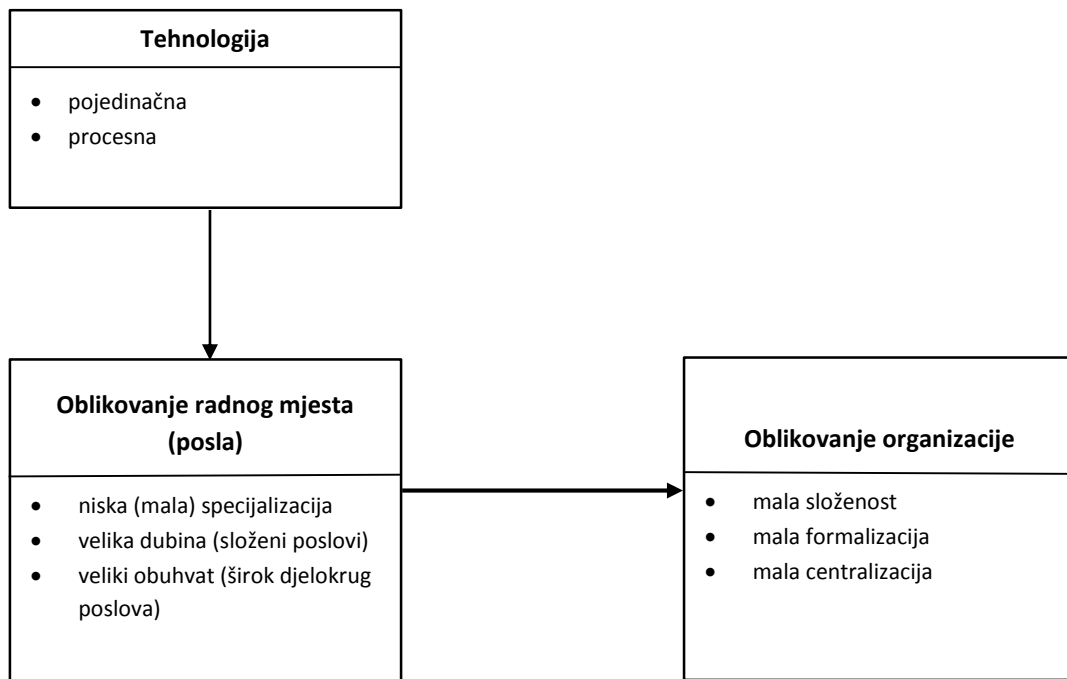 Tehnologija
• pojedinačna
• procesna
Oblikovanje radnog mjesta
(posla)
• niska (mala) specijalizacija
• velika dubina (složeni poslovi)
• veliki obuhvat (širok djelokrug
poslova)
Oblikovanje organizacije
• mala složenost
• mala formalizacija
• mala centralizacija